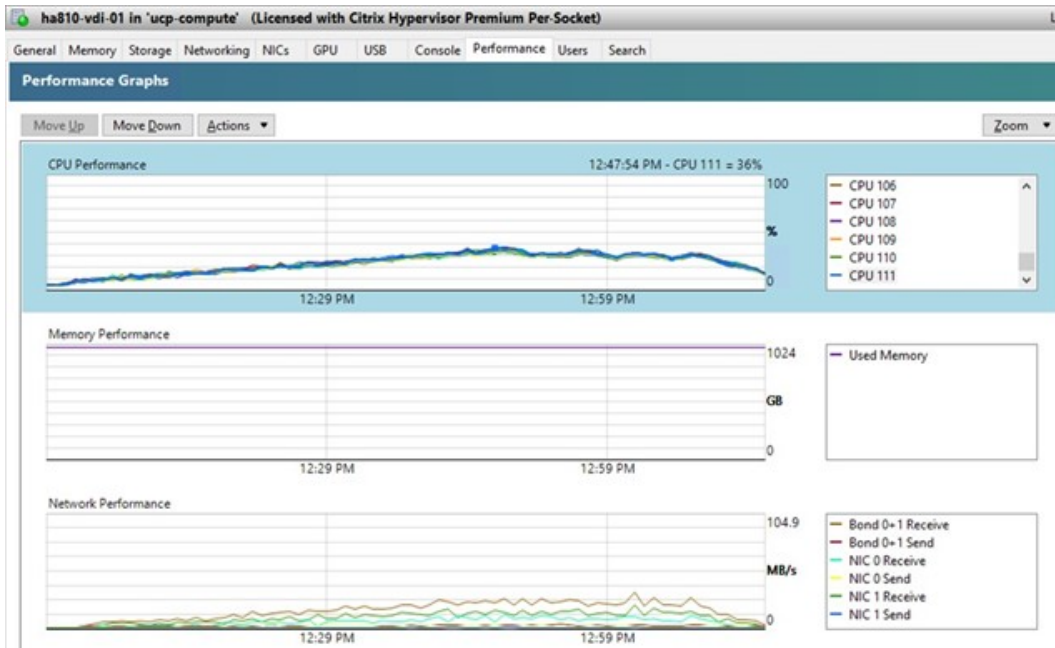 ha810-vdi-01 in 'ucp-compute' (Licensed with Citrix Hypervisor Premium Per-Socket)
General Memory Storage Networking NICs GPU USB Console Performance Users Search
Performance Graphs
Move Up Move Down Actions Zoom
CPU Performance 12:47:54 PM - CPU 111 = 36%
100
%
0
12:29 PM 12:59 PM
CPU 106
CPU 107
CPU 108
CPU 109
CPU 110
CPU 111
Memory Performance
1024
GB
0
12:29 PM 12:59 PM
Used Memory
Network Performance
104.9
MB/s
0
12:29 PM 12:59 PM
Bond 0+1 Receive
Bond 0+1 Send
NIC 0 Receive
NIC 0 Send
NIC 1 Receive
NIC 1 Send